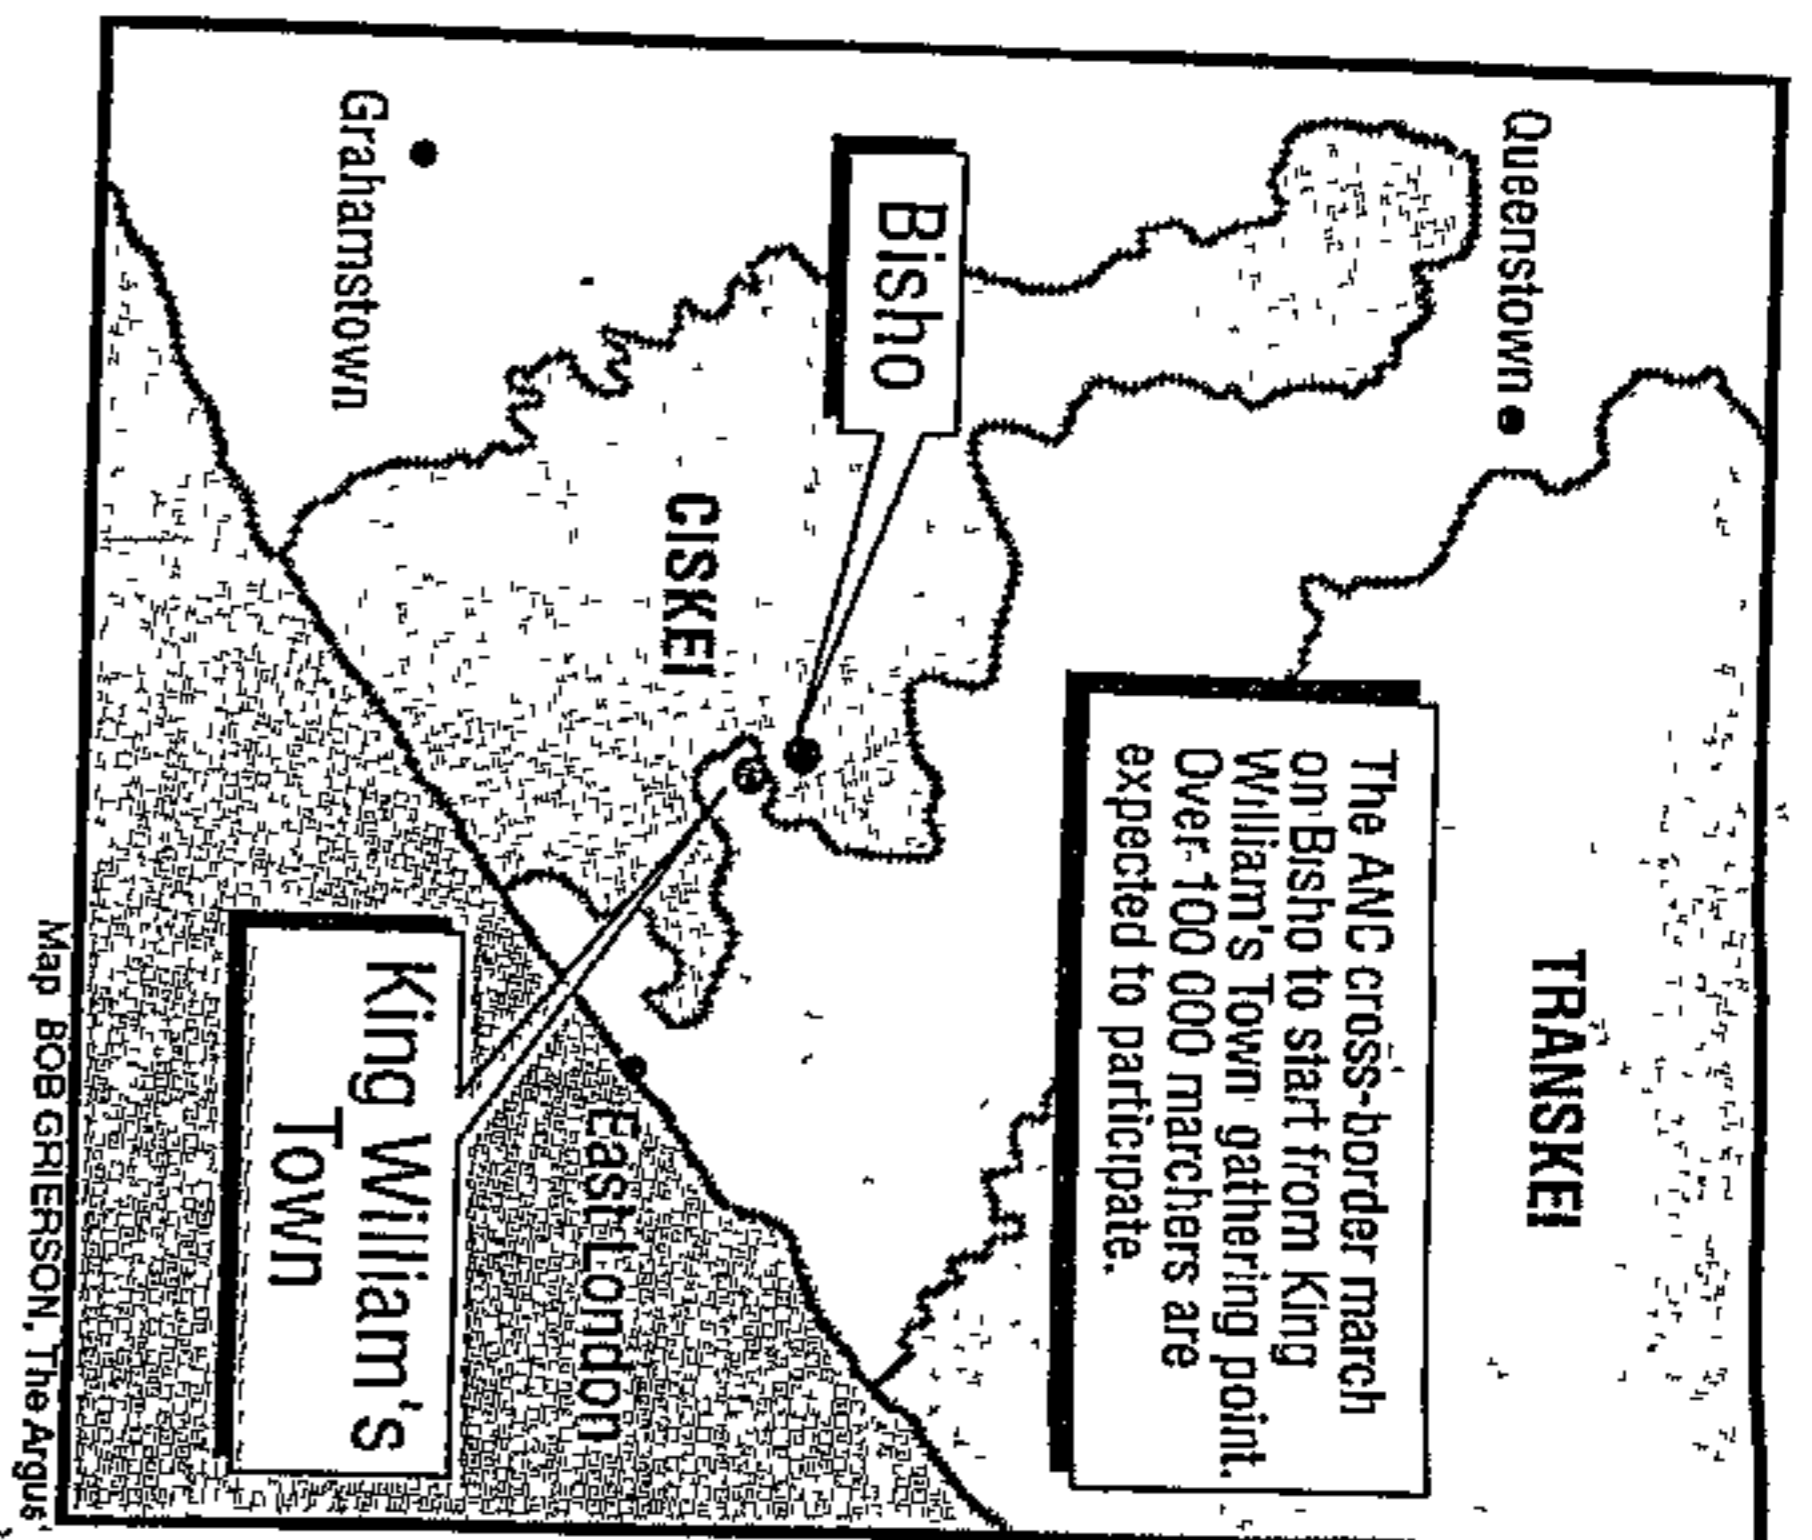 Queenstown
TRANSKEI
The ANC cross-border march
on Bisho to start from King
William's Town gathering point.
Over 100 000 marchers are
expected to participate.
Bisho
CISKEI
East London
Grahamstown
King William's
Town
Map BOB GRIERSON, The Argus